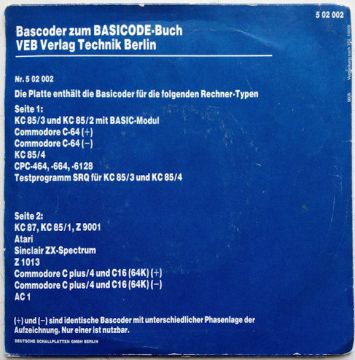 5 02 002
Bascoder zum BASICODE-Buch
VEB Verlag Technik Berlin
Nr. 5 02 002
Die Platte enthält die Basicoder für die folgenden Rechner-Typen
Seite 1:
KC 85/3 und KC 85/2 mit BASIC-Modul
Commodore C-64 (+)
Commodore C-64 (−)
KC 85/4
CPC-464, -664, -6128
Testprogramm SRQ für KC 85/3 und KC 85/4
Seite 2:
KC 87, KC 85/1, Z 9001
Atari
Sinclair ZX-Spectrum
Z 1013
Commodore C plus/4 und C16 (64K) (+)
Commodore C plus/4 und C16 (64K) (−)
AC 1
(+) und (−) sind identische Bascoder mit unterschiedlicher Phasenlage der
Aufzeichnung. Nur einer ist nutzbar.
DEUTSCHE SCHALLPLATTEN GMBH BERLIN